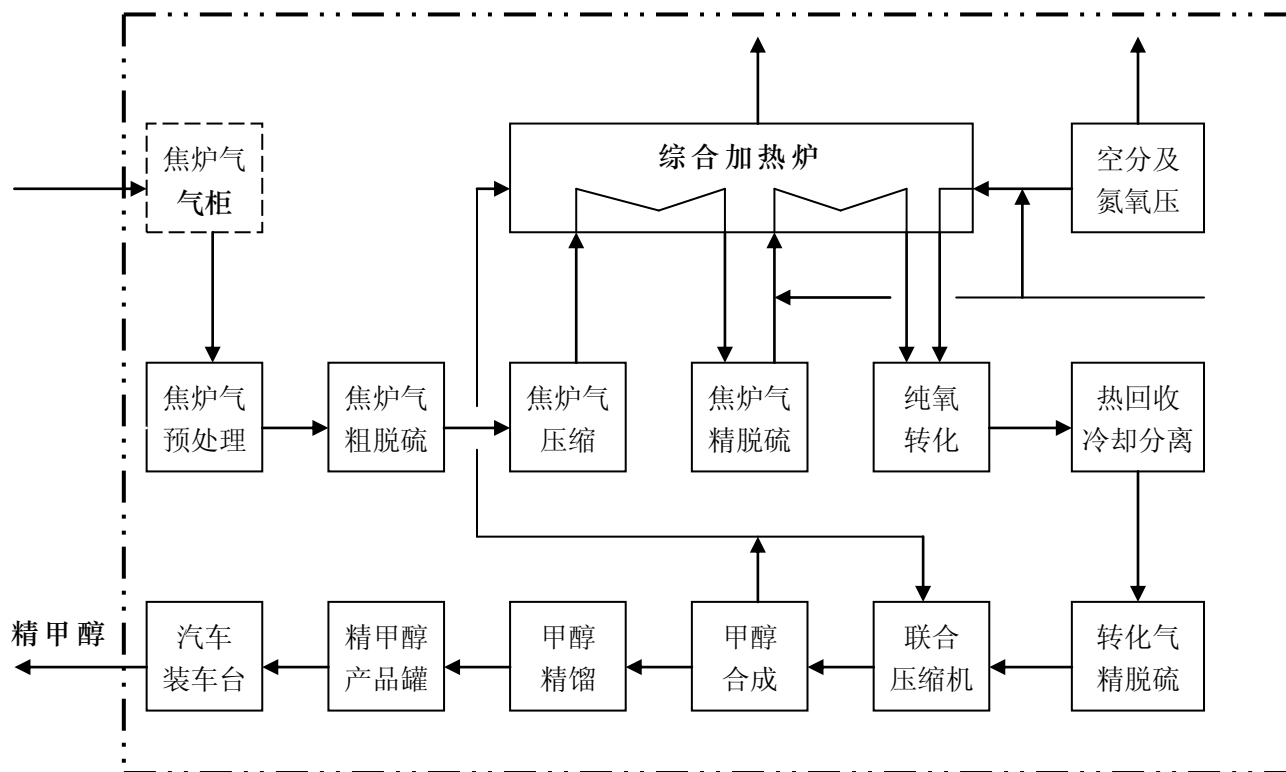 焦炉气
气柜
综合加热炉
空分及
氮氧压
焦炉气
预处理
焦炉气
粗脱硫
焦炉气
压缩
焦炉气
精脱硫
纯氧
转化
热回收
冷却分离
精甲醇
汽车
装车台
精甲醇
产品罐
甲醇
精馏
甲醇
合成
联合
压缩机
转化气
精脱硫